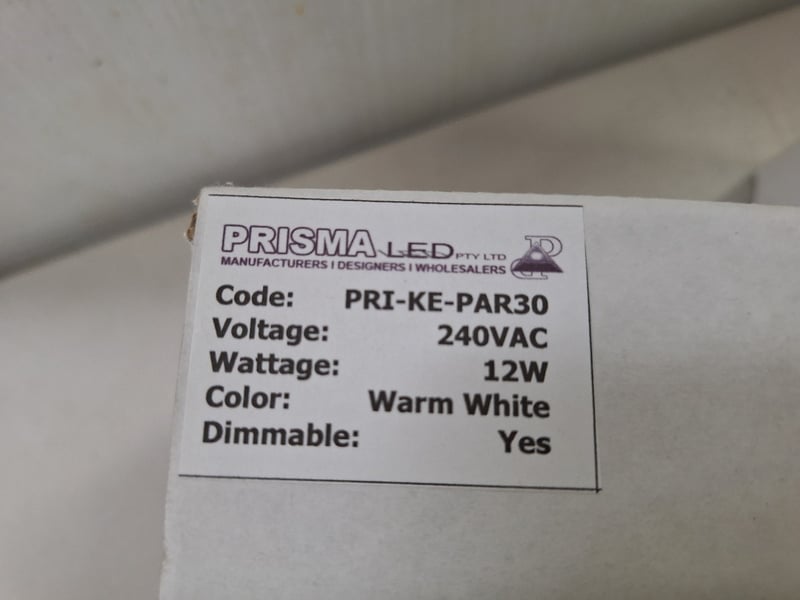 PRISMA LED PTY LTD
MANUFACTURERS | DESIGNERS | WHOLESALERS
Code: PRI-KE-PAR30
Voltage: 240VAC
Wattage: 12W
Color: Warm White
Dimmable: Yes